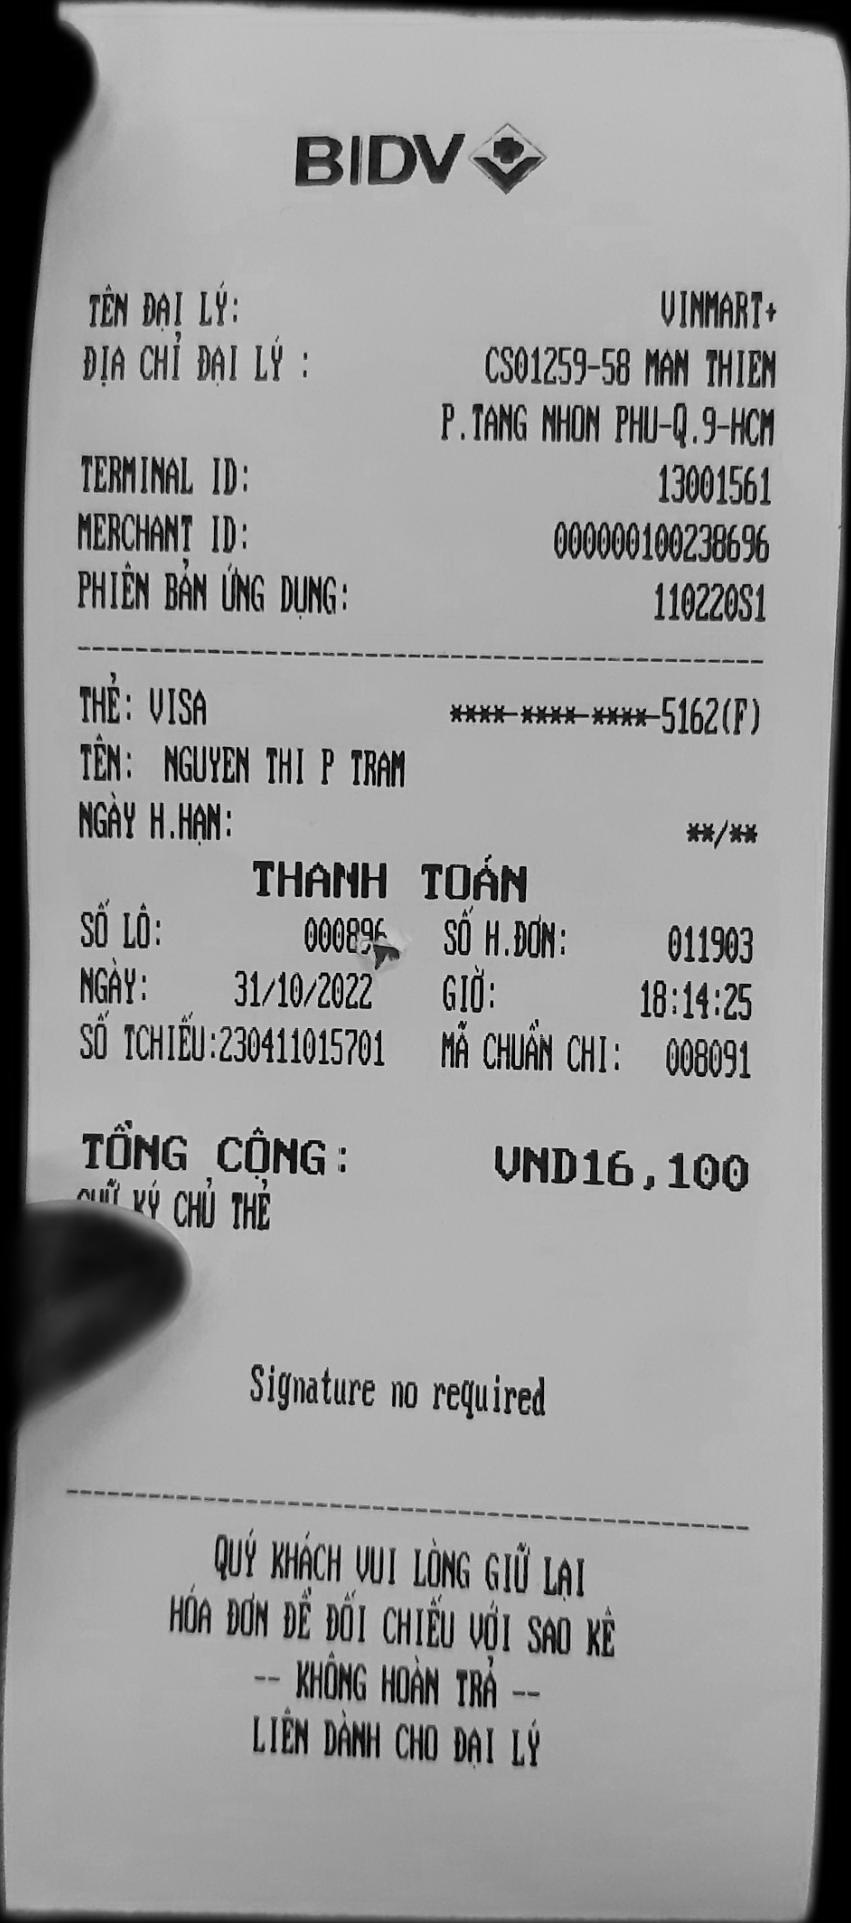 BIDV
TÊN ĐẠI LÝ: VINMART+
ĐỊA CHỈ ĐẠI LÝ : CS01259-58 MAN THIEN
P.TANG NHON PHU-Q.9-HCM
TERMINAL ID: 13001561
MERCHANT ID: 000000100238696
PHIÊN BẢN ỨNG DỤNG: 110220S1
THẺ: VISA ****-****-****-5162(F)
TÊN: NGUYEN THI P TRAM
NGÀY H.HẠN: **/**
THANH TOÁN
SỐ LÔ: 000896 SỐ H.ĐƠN: 011903
NGÀY: 31/10/2022 GIỜ: 18:14:25
SỐ TCHIẾU:230411015701 MÃ CHUẨN CHI: 008091
TỔNG CỘNG: VND16,100
CHỮ KÝ CHỦ THẺ
Signature no required
QUÝ KHÁCH VUI LÒNG GIỮ LẠI
HÓA ĐƠN ĐỂ ĐỐI CHIẾU VỚI SAO KÊ
-- KHÔNG HOÀN TRẢ --
LIÊN DÀNH CHO ĐẠI LÝ